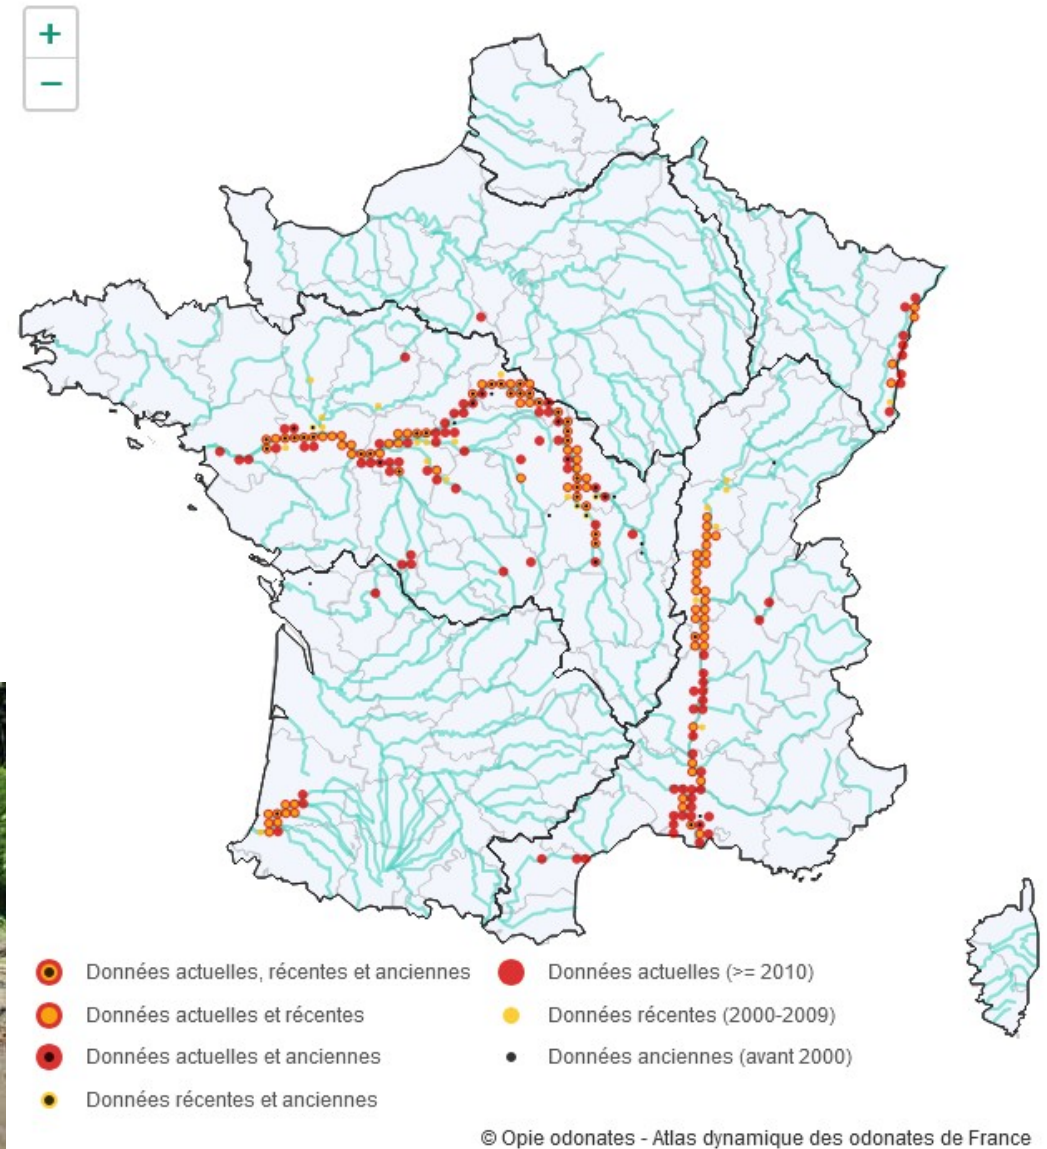 +
−
Données actuelles, récentes et anciennes
Données actuelles (>= 2010)
Données actuelles et récentes
Données récentes (2000-2009)
Données actuelles et anciennes
Données anciennes (avant 2000)
Données récentes et anciennes
© Opie odonates - Atlas dynamique des odonates de France